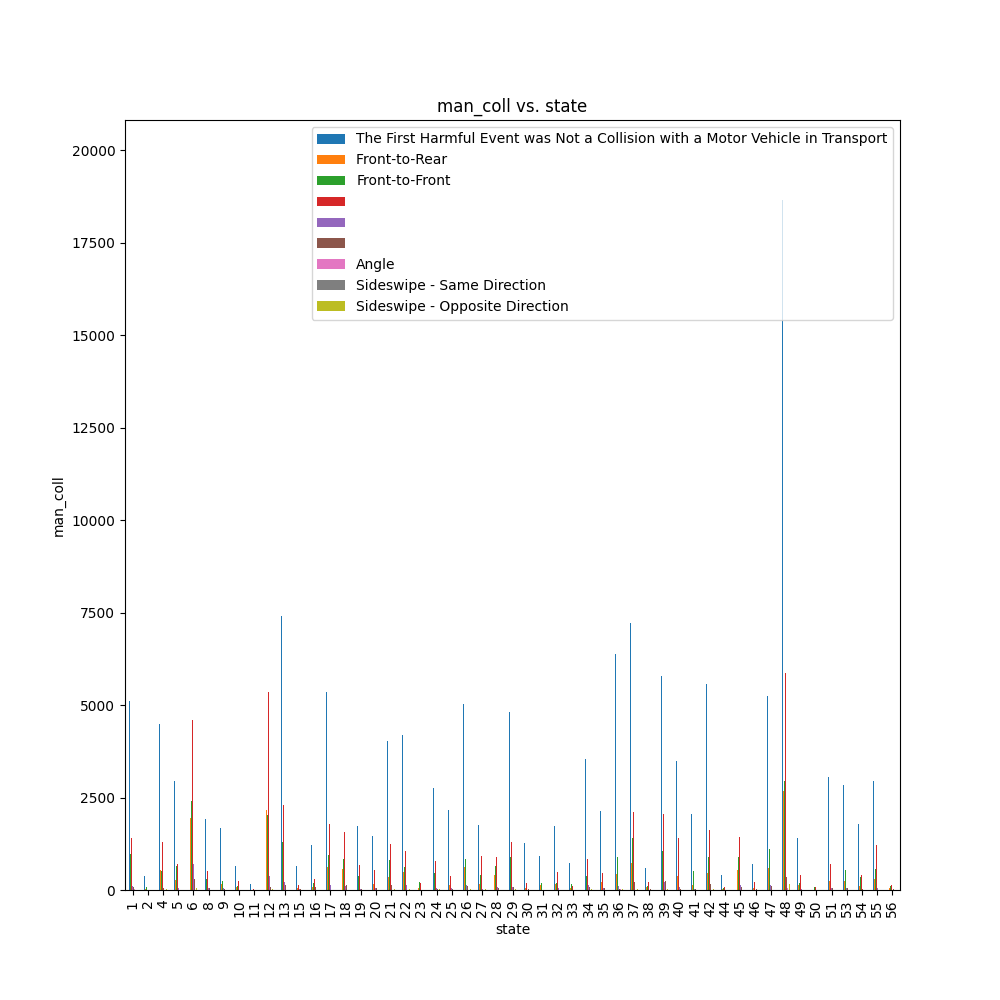 man_coll vs. state
The First Harmful Event was Not a Collision with a Motor Vehicle in Transport
Front-to-Rear
Front-to-Front
Angle
Sideswipe - Same Direction
Sideswipe - Opposite Direction
20000
17500
15000
12500
10000
7500
5000
2500
0
man_coll
1 2 4 5 6 8 9 10 11 12 13 15 16 17 18 19 20 21 22 23 24 25 26 27 28 29 30 31 32 33 34 35 36 37 38 39 40 41 42 44 45 46 47 48 49 50 51 53 54 55 56
state